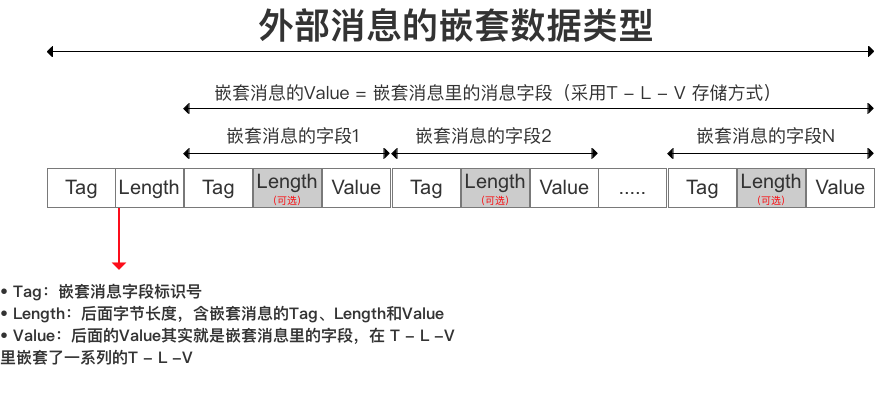 外部消息的嵌套数据类型
嵌套消息的Value = 嵌套消息里的消息字段（采用T - L - V 存储方式）
嵌套消息的字段1 嵌套消息的字段2 嵌套消息的字段N
Tag Length Tag Length Value Tag Length Value ..... Tag Length Value
(可选) (可选) (可选)
• Tag：嵌套消息字段标识号
• Length：后面字节长度，含嵌套消息的Tag、Length和Value
• Value：后面的Value其实就是嵌套消息里的字段，在 T - L -V
里嵌套了一系列的T - L -V